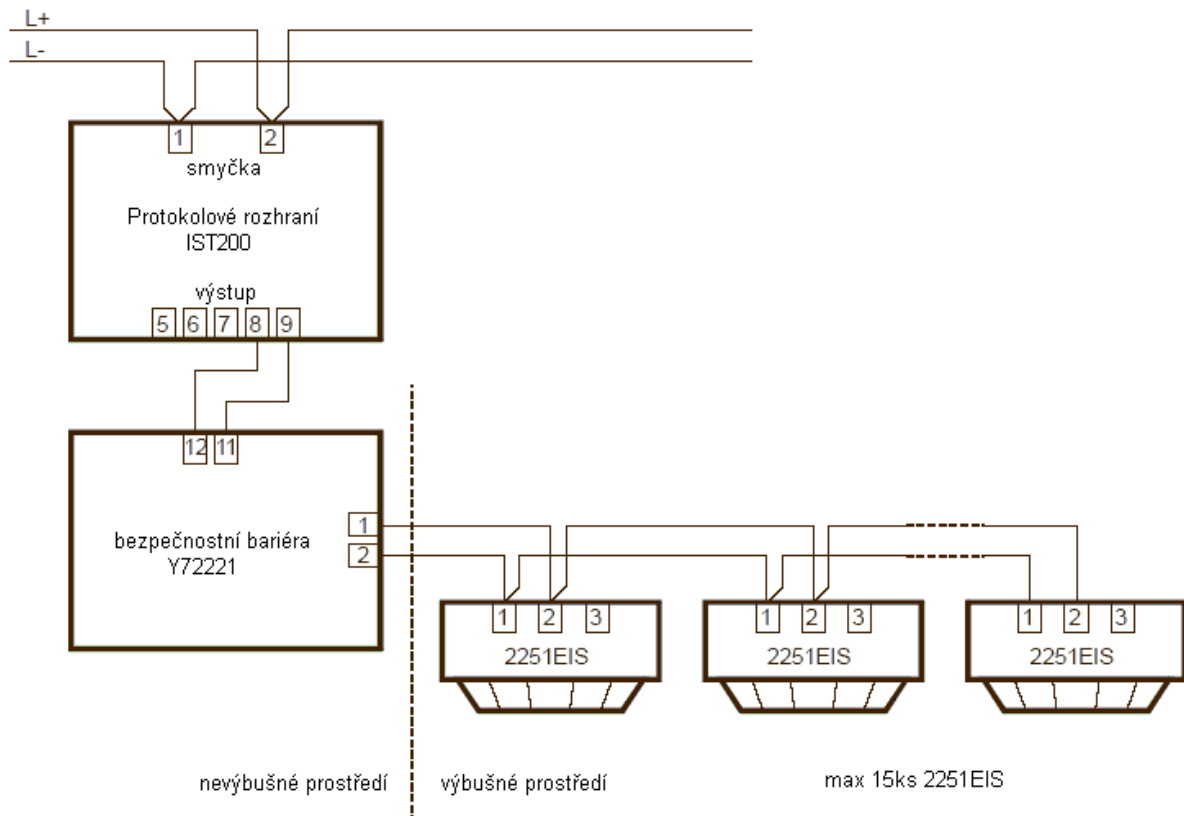 L+
L-
1 2
smyčka
Protokolové rozhraní
IST200
výstup
5 6 7 8 9
12 11
1
bezpečnostní bariéra
2
Y72221
1 2 3
2251EIS
1 2 3
2251EIS
1 2 3
2251EIS
nevýbušné prostředí
výbušné prostředí
max 15ks 2251EIS